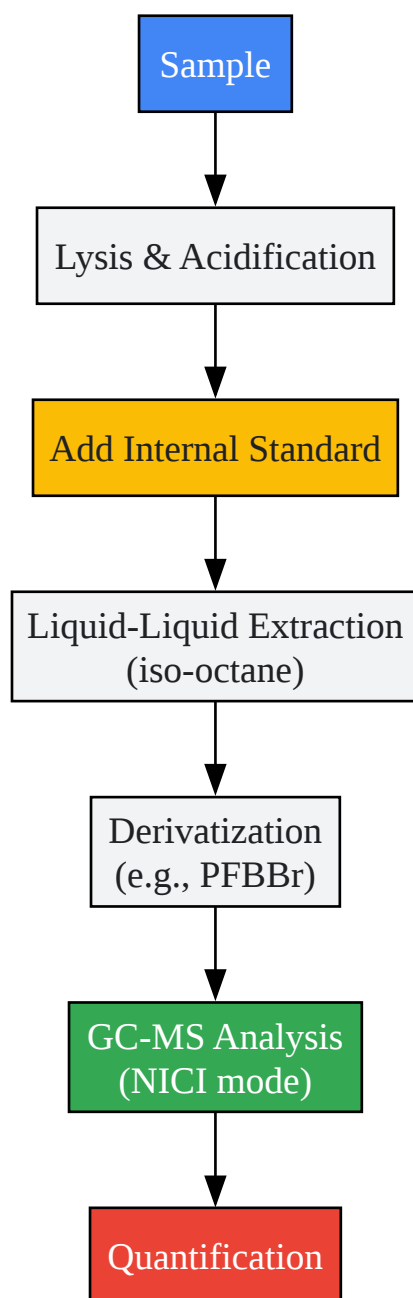 Sample
Lysis & Acidification
Add Internal Standard
Liquid-Liquid Extraction
(iso-octane)
Derivatization
(e.g., PFBBr)
GC-MS Analysis
(NICI mode)
Quantification